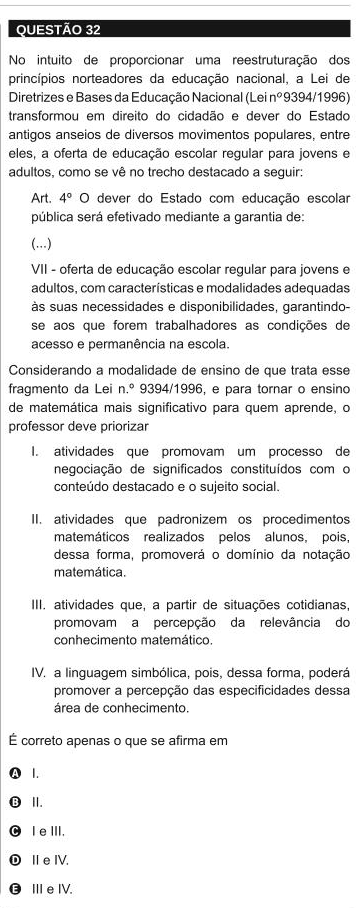 QUESTÃO 32
No intuito de proporcionar uma reestruturação dos
princípios norteadores da educação nacional, a Lei de
Diretrizes e Bases da Educação Nacional (Lei nº 9394/1996)
transformou em direito do cidadão e dever do Estado
antigos anseios de diversos movimentos populares, entre
eles, a oferta de educação escolar regular para jovens e
adultos, como se vê no trecho destacado a seguir:
Art. 4º O dever do Estado com educação escolar
pública será efetivado mediante a garantia de:
(...)
VII - oferta de educação escolar regular para jovens e
adultos, com características e modalidades adequadas
às suas necessidades e disponibilidades, garantindo-
se aos que forem trabalhadores as condições de
acesso e permanência na escola.
Considerando a modalidade de ensino de que trata esse
fragmento da Lei n.º 9394/1996, e para tornar o ensino
de matemática mais significativo para quem aprende, o
professor deve priorizar
I. atividades que promovam um processo de
negociação de significados constituídos com o
conteúdo destacado e o sujeito social.
II. atividades que padronizem os procedimentos
matemáticos realizados pelos alunos, pois,
dessa forma, promoverá o domínio da notação
matemática.
III. atividades que, a partir de situações cotidianas,
promovam a percepção da relevância do
conhecimento matemático.
IV. a linguagem simbólica, pois, dessa forma, poderá
promover a percepção das especificidades dessa
área de conhecimento.
É correto apenas o que se afirma em
A I.
B II.
C I e III.
D II e IV.
E III e IV.